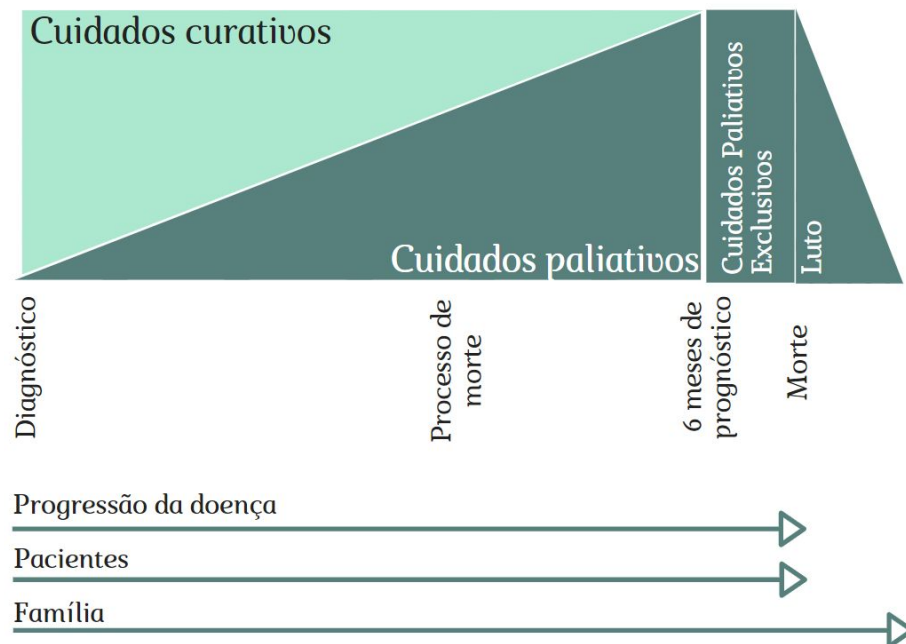 Cuidados curativos
Cuidados paliativos
Cuidados Paliativos
Exclusivos
Luto
Diagnóstico
Processo de
morte
6 meses de
prognóstico
Morte
Progressão da doença
Pacientes
Família